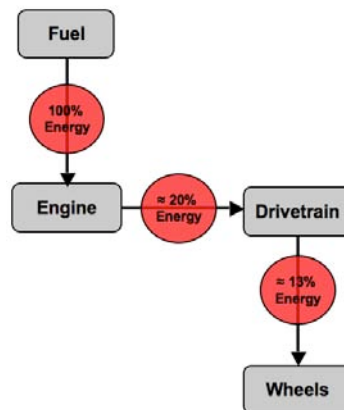 Fuel
100%
Energy
Engine
≈ 20%
Energy
Drivetrain
≈ 13%
Energy
Wheels